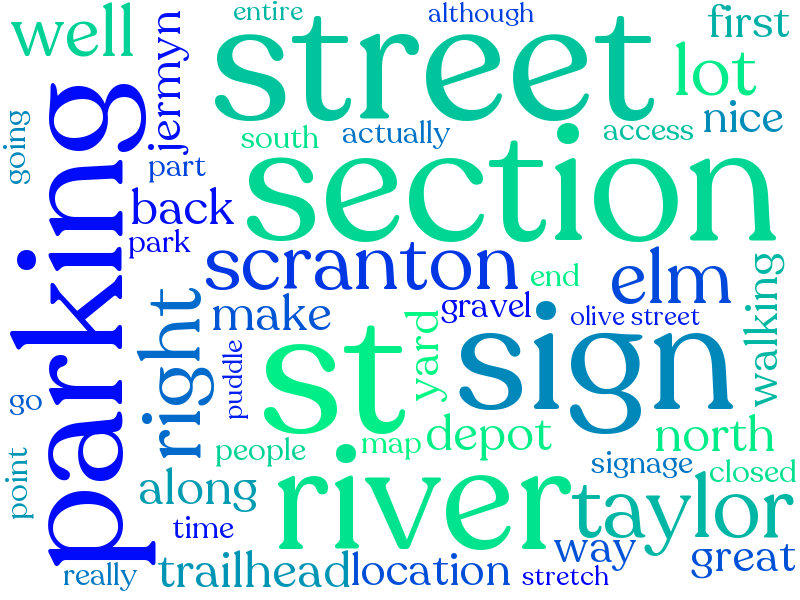 entire
although
first
well
jermyn
street
lot
nice
going
parking
south
actually
access
part
section
back
park
scranton
end
elm
walking
right
make
gravel
olive street
yard
puddle
st
sign
go
people
map
depot
north
point
along
river
signage
closed
taylor
time
way
great
really
trailhead
location
stretch